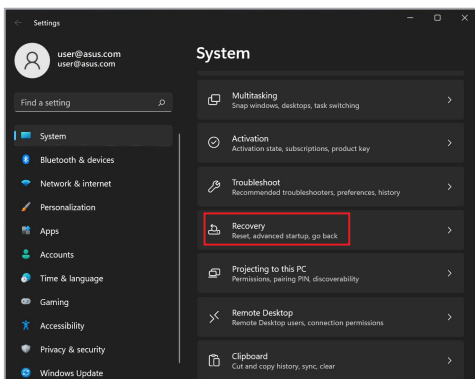 Settings
user@asus.com
user@asus.com
Find a setting
System
Bluetooth & devices
Network & internet
Personalization
Apps
Accounts
Time & language
Gaming
Accessibility
Privacy & security
Windows Update
System
Multitasking
Snap windows, desktops, task switching
Activation
Activation state, subscriptions, product key
Troubleshoot
Recommended troubleshooters, preferences, history
Recovery
Reset, advanced startup, go back
Projecting to this PC
Permissions, pairing PIN, discoverability
Remote Desktop
Remote Desktop users, connection permissions
Clipboard
Cut and copy history, sync, clear